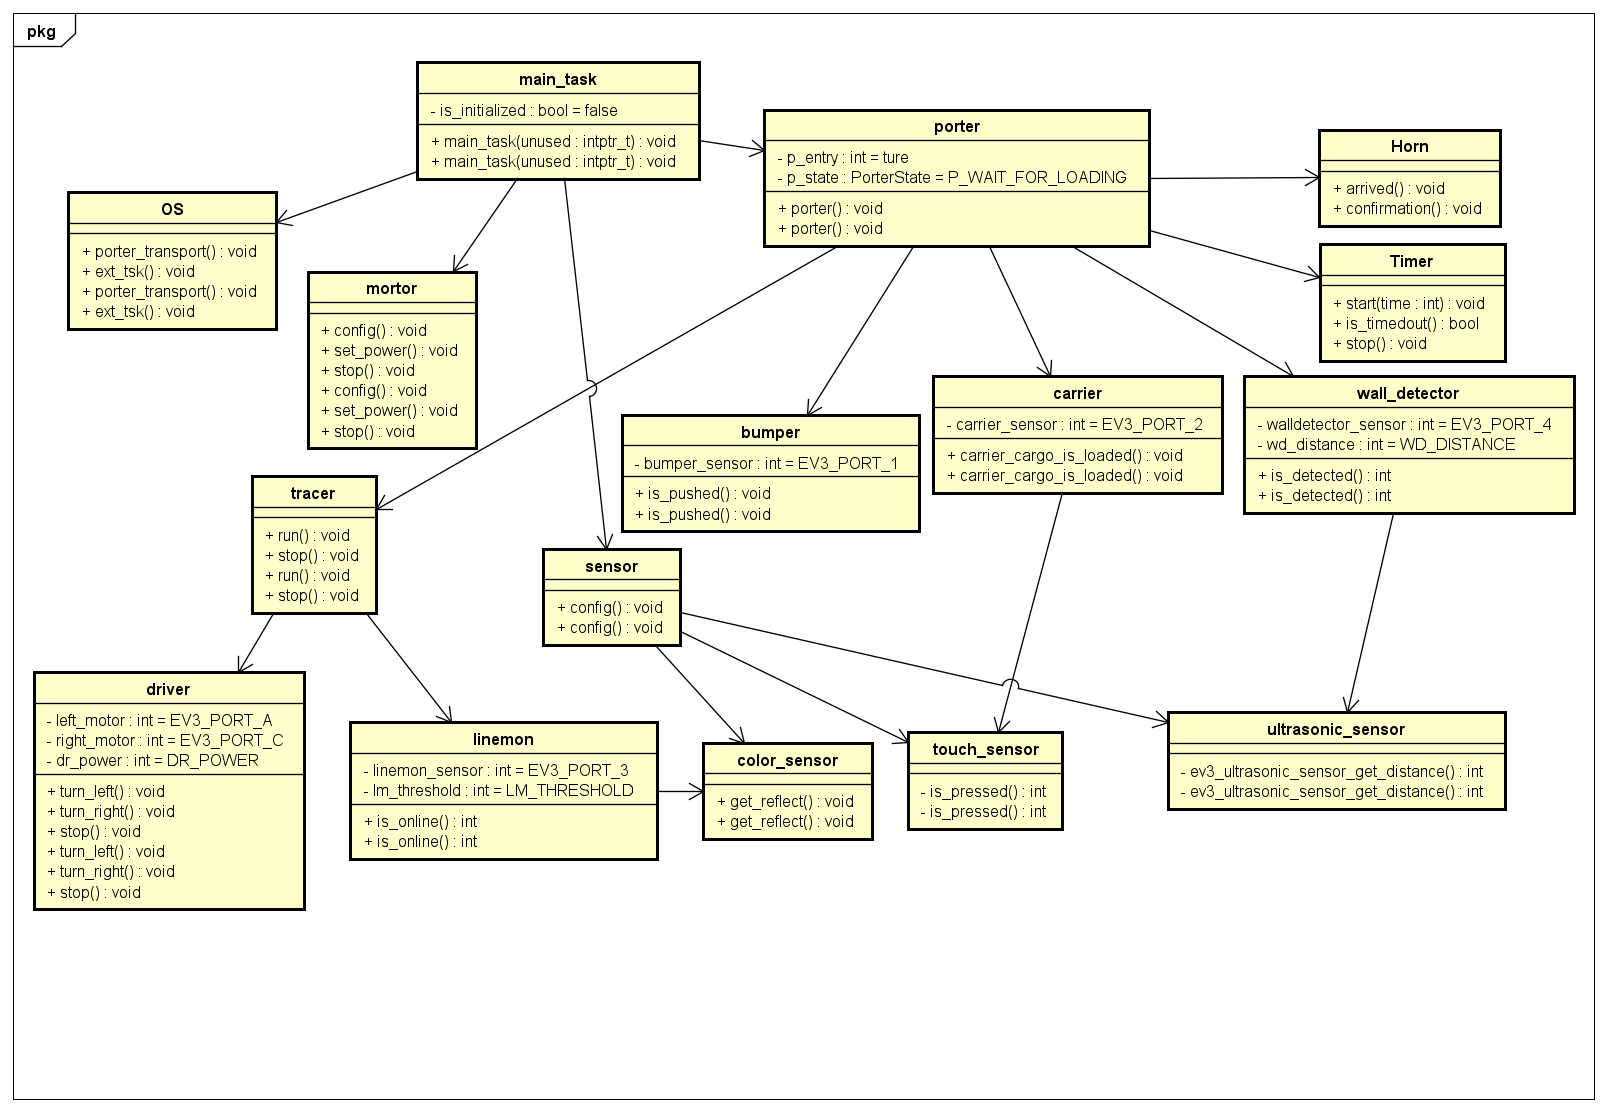 pkg
main_task
- is_initialized : bool = false
+ main_task(unused : intptr_t) : void
+ main_task(unused : intptr_t) : void
porter
- p_entry : int = ture
- p_state : PorterState = P_WAIT_FOR_LOADING
+ porter() : void
+ porter() : void
Horn
+ arrived() : void
+ confirmation() : void
OS
+ porter_transport() : void
+ ext_tsk() : void
+ porter_transport() : void
+ ext_tsk() : void
Timer
+ start(time : int) : void
+ is_timedout() : bool
+ stop() : void
mortor
+ config() : void
+ set_power() : void
+ stop() : void
+ config() : void
+ set_power() : void
+ stop() : void
bumper
- bumper_sensor : int = EV3_PORT_1
+ is_pushed() : void
+ is_pushed() : void
carrier
- carrier_sensor : int = EV3_PORT_2
+ carrier_cargo_is_loaded() : void
+ carrier_cargo_is_loaded() : void
wall_detector
- walldetector_sensor : int = EV3_PORT_4
- wd_distance : int = WD_DISTANCE
+ is_detected() : int
+ is_detected() : int
tracer
+ run() : void
+ stop() : void
+ run() : void
+ stop() : void
sensor
+ config() : void
+ config() : void
driver
- left_motor : int = EV3_PORT_A
- right_motor : int = EV3_PORT_C
- dr_power : int = DR_POWER
+ turn_left() : void
+ turn_right() : void
+ stop() : void
+ turn_left() : void
+ turn_right() : void
+ stop() : void
linemon
- linemon_sensor : int = EV3_PORT_3
- lm_threshold : int = LM_THRESHOLD
+ is_online() : int
+ is_online() : int
color_sensor
+ get_reflect() : void
+ get_reflect() : void
touch_sensor
- is_pressed() : int
- is_pressed() : int
ultrasonic_sensor
- ev3_ultrasonic_sensor_get_distance() : int
- ev3_ultrasonic_sensor_get_distance() : int